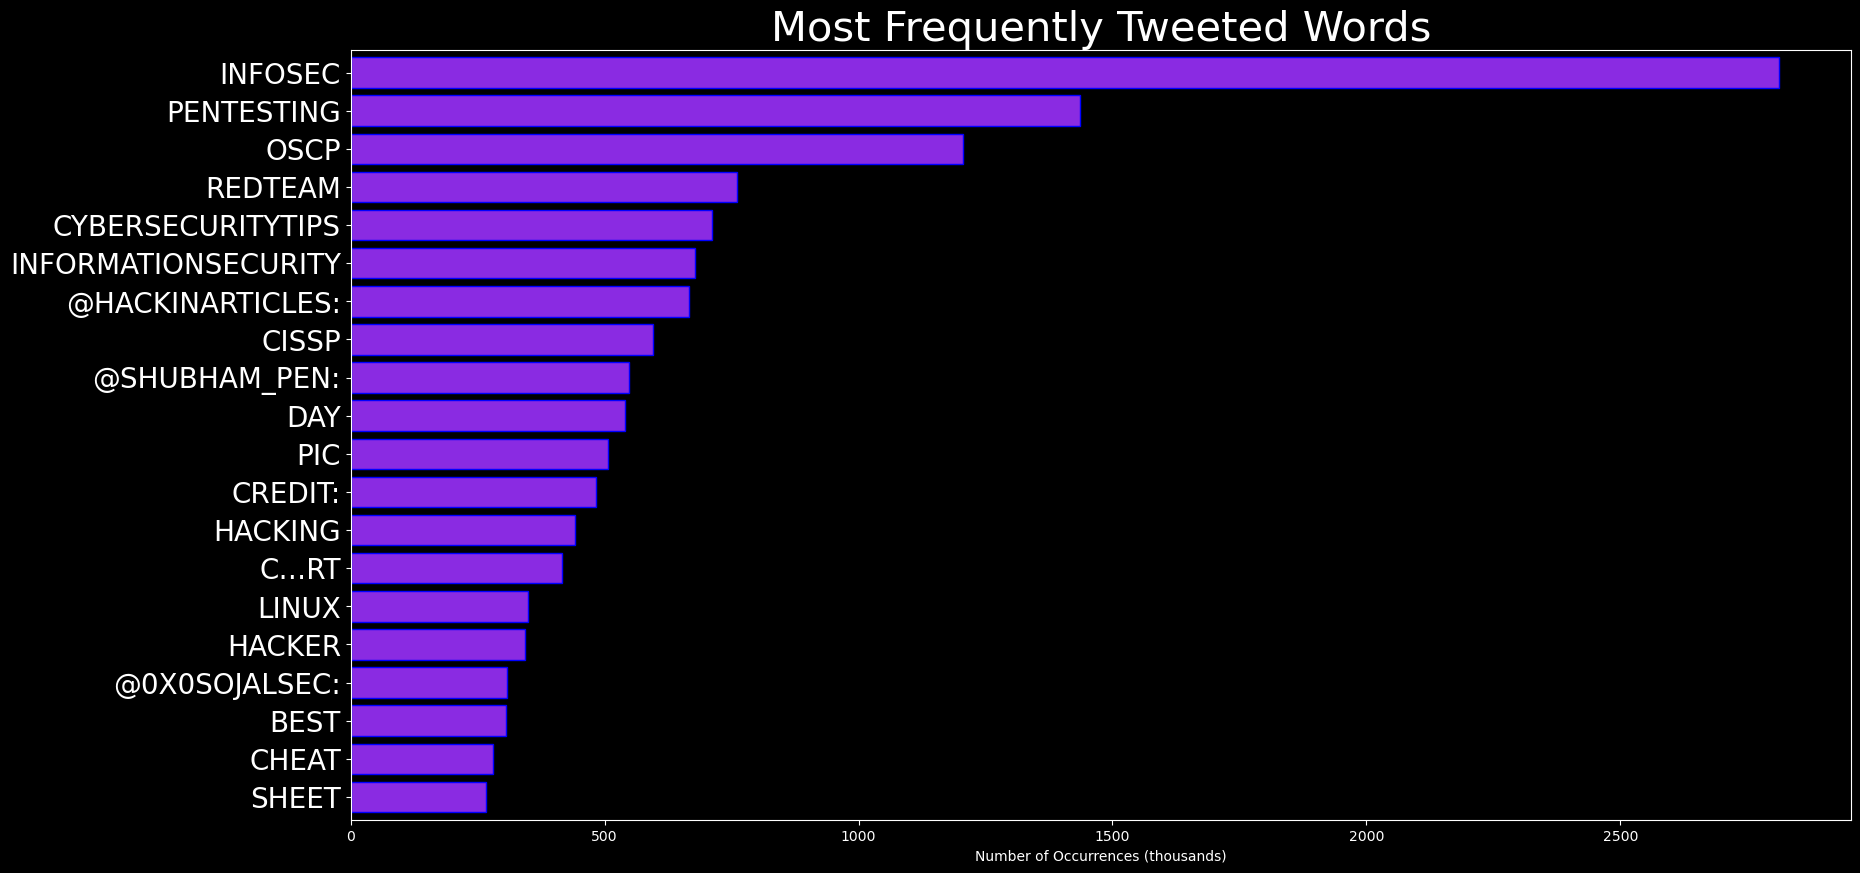 Most Frequently Tweeted Words
INFOSEC
PENTESTING
OSCP
REDTEAM
CYBERSECURITYTIPS
INFORMATIONSECURITY
@HACKINARTICLES:
CISSP
@SHUBHAM_PEN:
DAY
PIC
CREDIT:
HACKING
C…RT
LINUX
HACKER
@0X0SOJALSEC:
BEST
CHEAT
SHEET
0 500 1000 1500 2000 2500
Number of Occurrences (thousands)